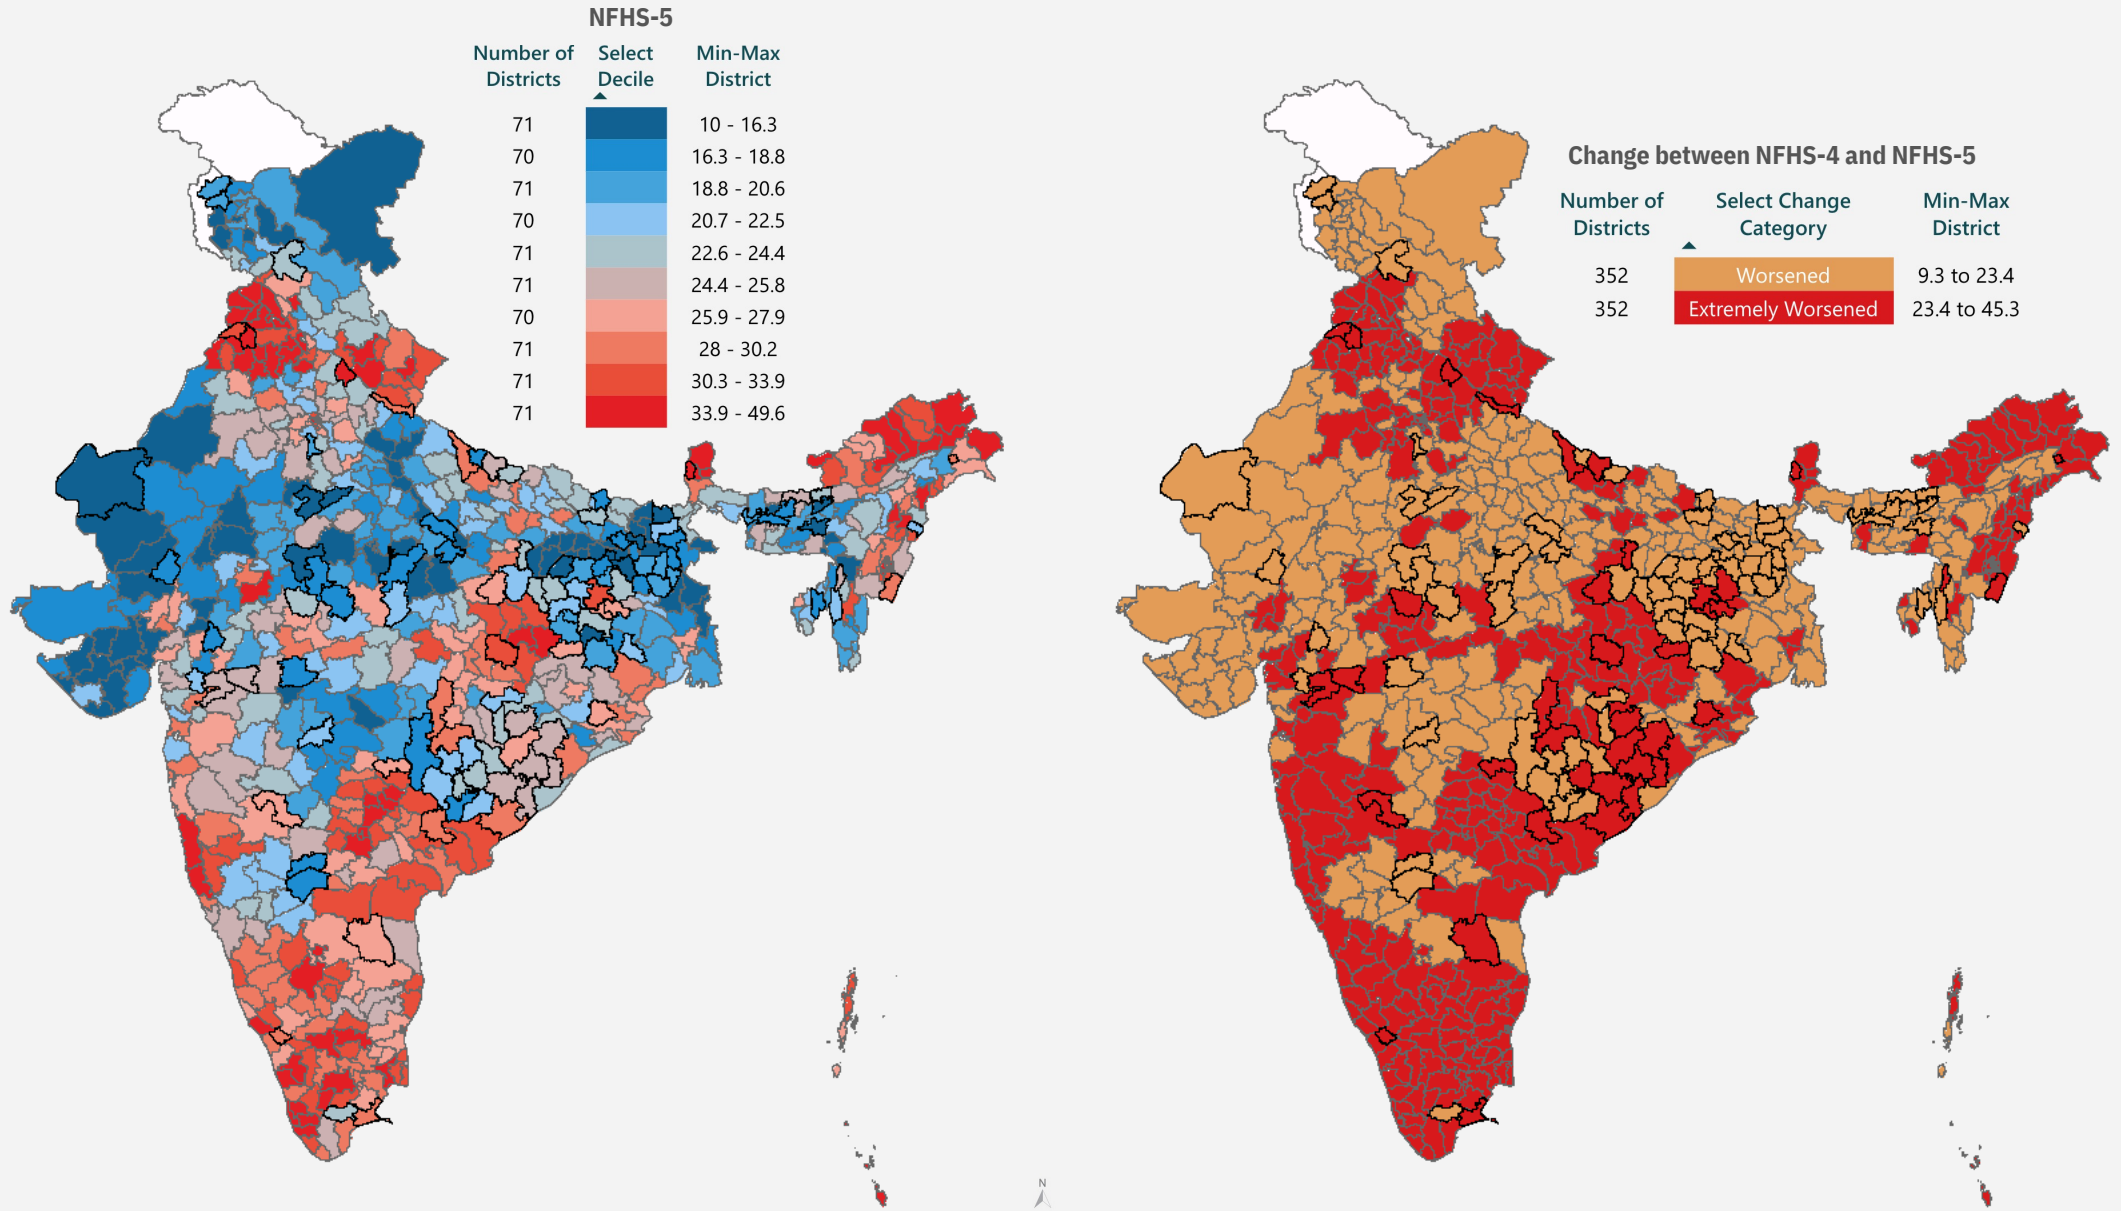 NFHS-5
Number of Districts Select Decile Min-Max District
71 10 - 16.3
70 16.3 - 18.8
71 18.8 - 20.6
70 20.7 - 22.5
71 22.6 - 24.4
71 24.4 - 25.8
70 25.9 - 27.9
71 28 - 30.2
71 30.3 - 33.9
71 33.9 - 49.6
Change between NFHS-4 and NFHS-5
Number of Districts Select Change Category Min-Max District
352 Worsened 9.3 to 23.4
352 Extremely Worsened 23.4 to 45.3
N